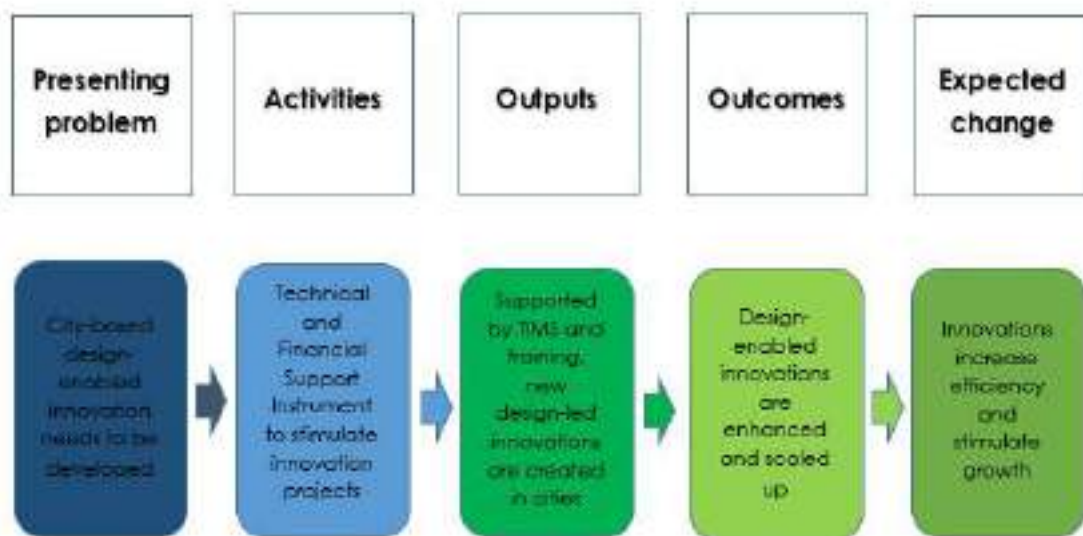 Presenting
problem
Activities
Outputs
Outcomes
Expected
change
City-based
design-
enabled
innovation
needs to be
developed
Technical
and
Financial
Support
Instrument
to stimulate
innovation
projects
Supported
by TIMS and
training,
new
design-led
innovations
are created
in cities
Design-
enabled
innovations
are
enhanced
and scaled
up
Innovations
increase
efficiency
and
stimulate
growth